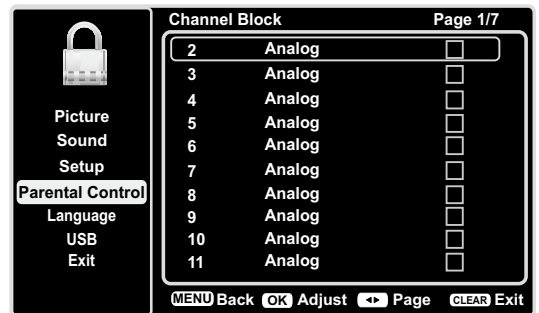 Channel Block Page 1/7
2 Analog
3 Analog
4 Analog
5 Analog
6 Analog
7 Analog
8 Analog
9 Analog
10 Analog
11 Analog
Picture
Sound
Setup
Parental Control
Language
USB
Exit
MENU Back OK Adjust Page CLEAR Exit